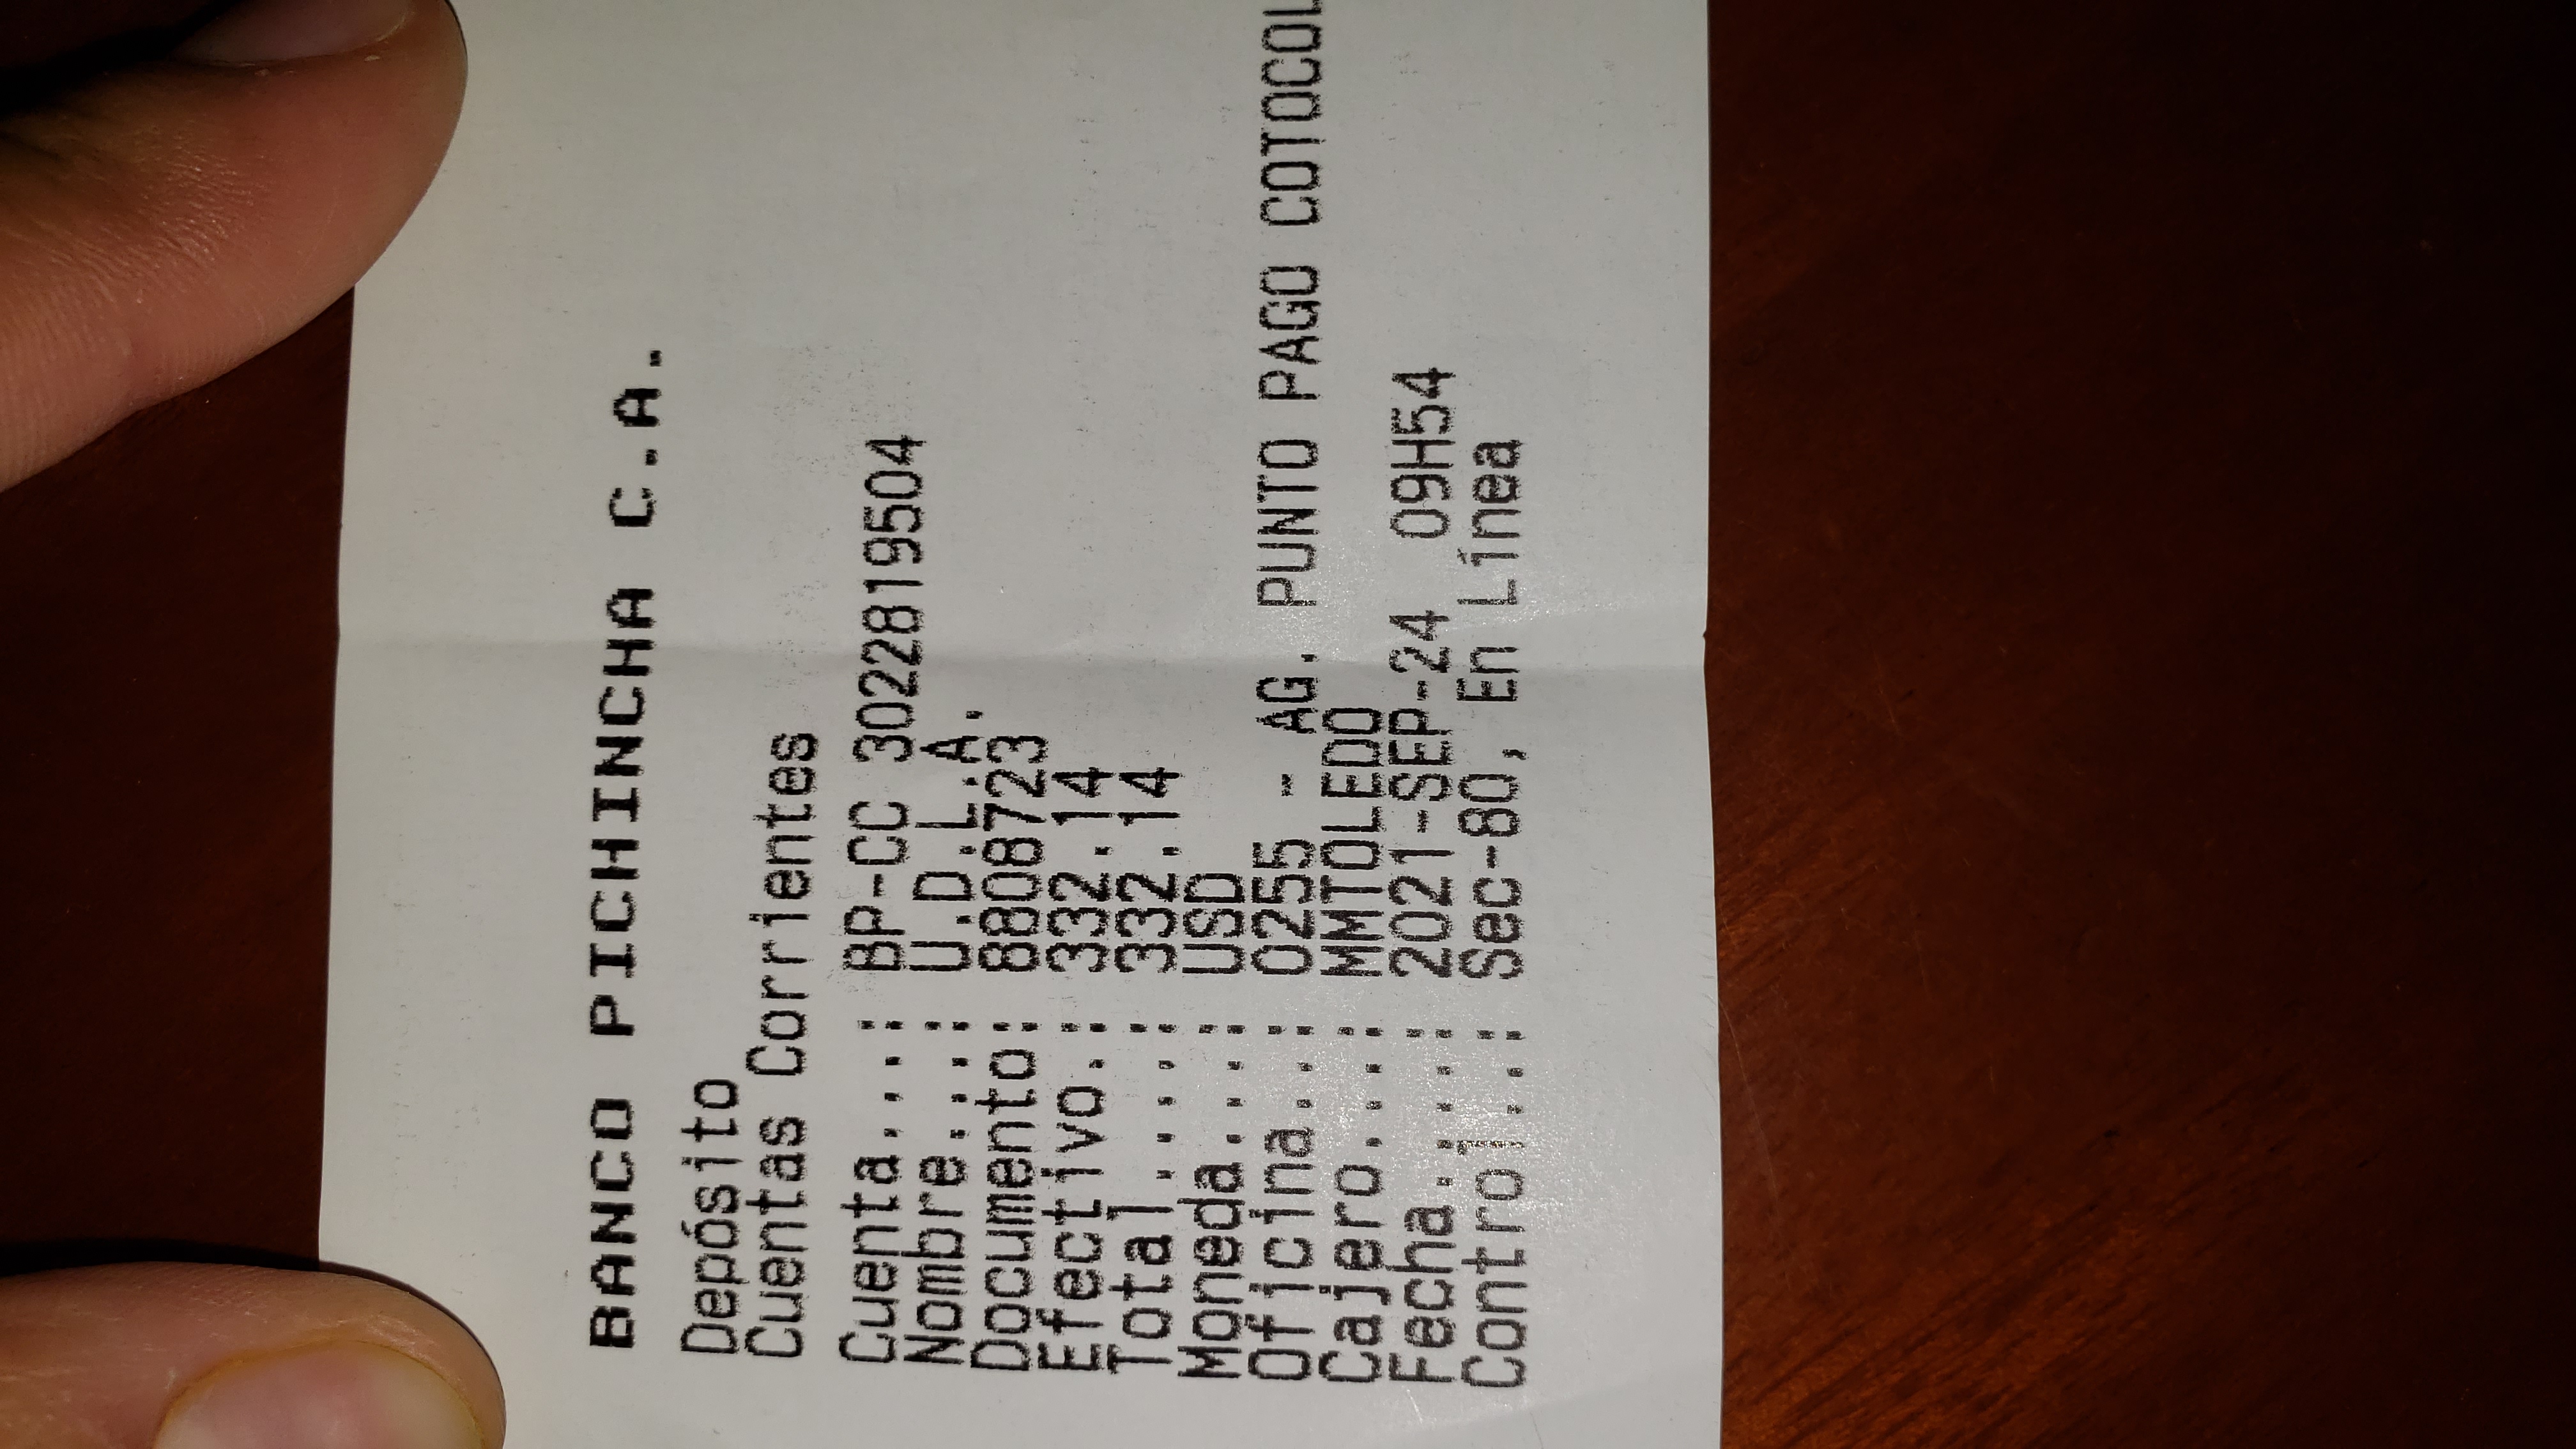 BANCO PICHINCHA C.A.
Depósito
Cuentas Corrientes
Cuenta....: BP-CC 3022819504
Nombre....: U.D.L.A.
Documento.: 88087723
Efectivo..: 332.14
Total.....: 332.14
Moneda....: USD
Oficina...: 0255 - AG. PUNTO PAGO COTOCOL
Cajero....: MMTOLEDO
Fecha.....: 2021-SEP-24 09H54
Control...: Sec-80, En Línea